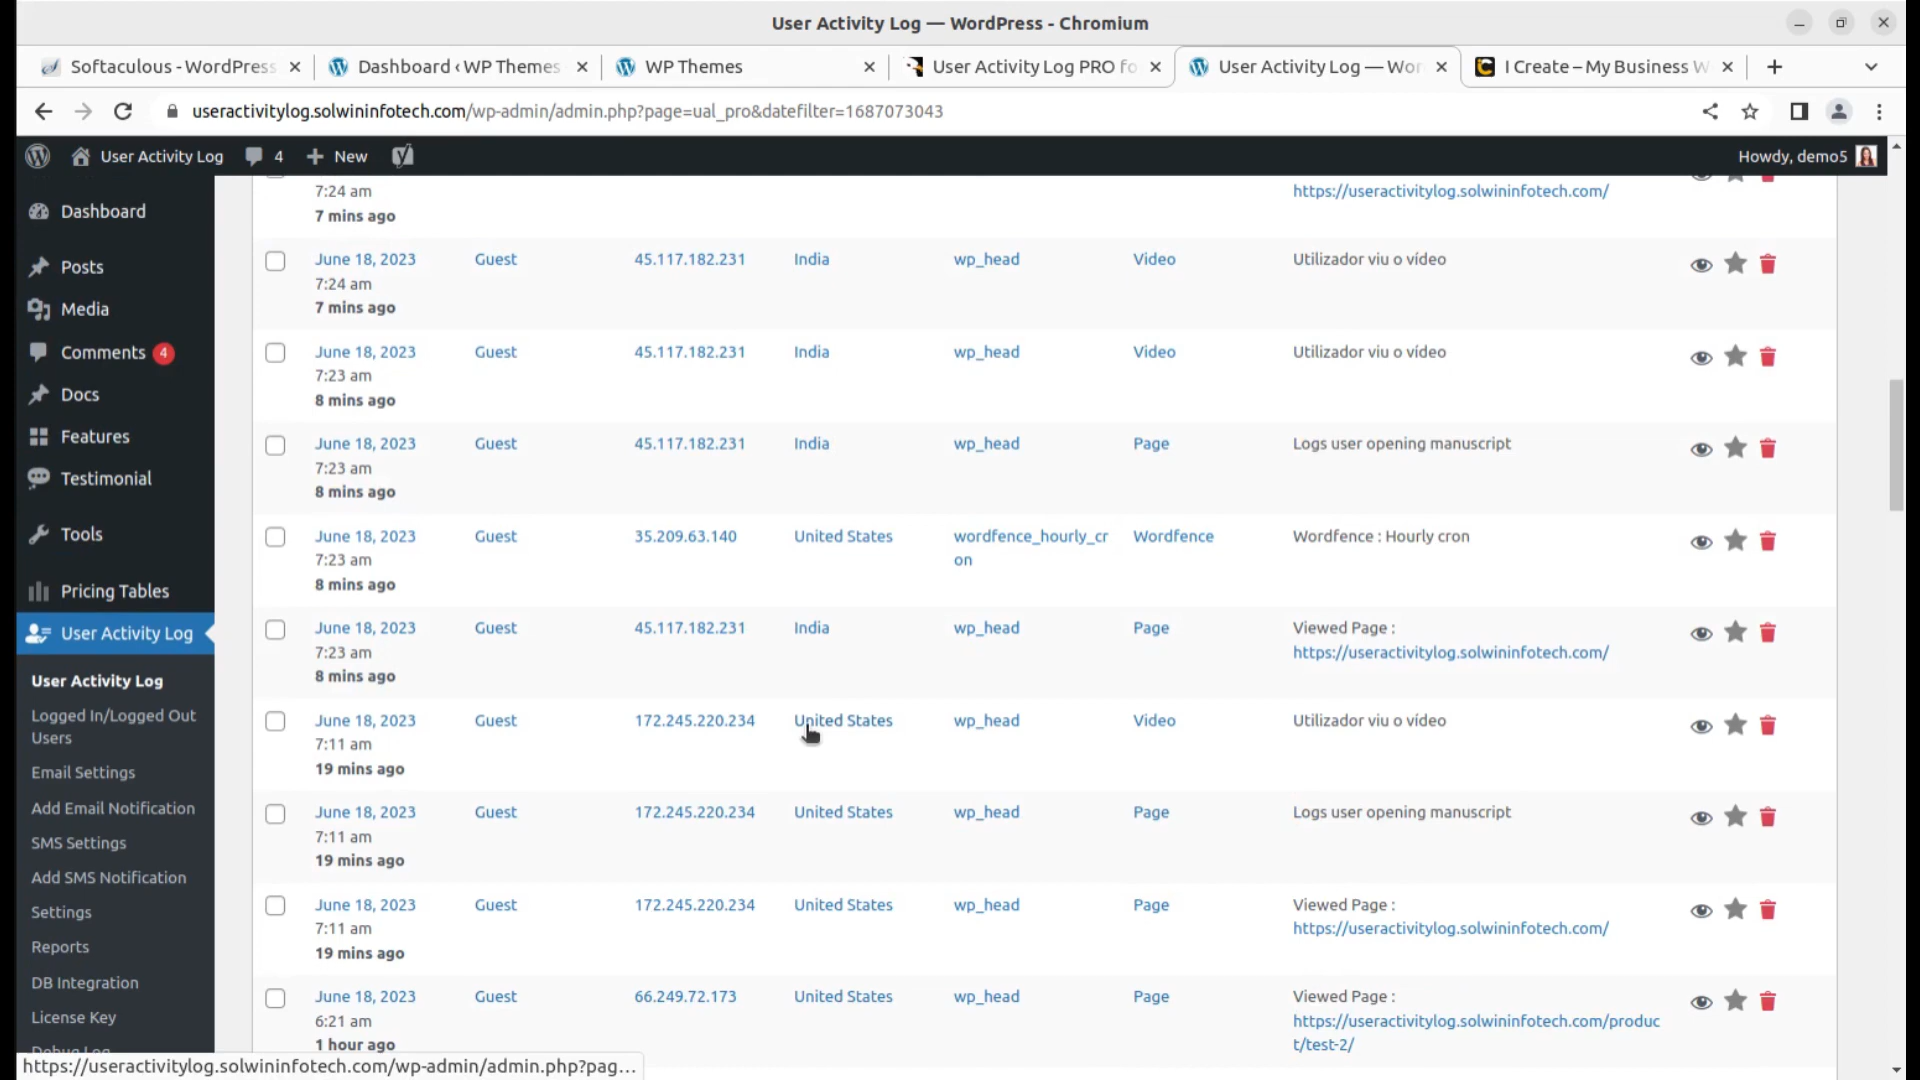 User Activity Log — WordPress - Chromium
Softaculous - WordPress
Dashboard ‹ WP Themes
WP Themes
User Activity Log PRO fo
User Activity Log — Wor
I Create – My Business W
useractivitylog.solwininfotech.com/wp-admin/admin.php?page=ual_pro&datefilter=1687073043
User Activity Log 4 New Howdy, demo5
Dashboard
Posts
Media
Comments 4
Docs
Features
Testimonial
Tools
Pricing Tables
User Activity Log
User Activity Log
Logged In/Logged Out
Users
Email Settings
Add Email Notification
SMS Settings
Add SMS Notification
Settings
Reports
DB Integration
License Key
Debug Log
7:24 am https://useractivitylog.solwininfotech.com/
7 mins ago
June 18, 2023 Guest 45.117.182.231 India wp_head Video Utilizador viu o vídeo
7:24 am
7 mins ago
June 18, 2023 Guest 45.117.182.231 India wp_head Video Utilizador viu o vídeo
7:23 am
8 mins ago
June 18, 2023 Guest 45.117.182.231 India wp_head Page Logs user opening manuscript
7:23 am
8 mins ago
June 18, 2023 Guest 35.209.63.140 United States wordfence_hourly_cr Wordfence Wordfence : Hourly cron
7:23 am on
8 mins ago
June 18, 2023 Guest 45.117.182.231 India wp_head Page Viewed Page :
7:23 am https://useractivitylog.solwininfotech.com/
8 mins ago
June 18, 2023 Guest 172.245.220.234 United States wp_head Video Utilizador viu o vídeo
7:11 am
19 mins ago
June 18, 2023 Guest 172.245.220.234 United States wp_head Page Logs user opening manuscript
7:11 am
19 mins ago
June 18, 2023 Guest 172.245.220.234 United States wp_head Page Viewed Page :
7:11 am https://useractivitylog.solwininfotech.com/
19 mins ago
June 18, 2023 Guest 66.249.72.173 United States wp_head Page Viewed Page :
6:21 am https://useractivitylog.solwininfotech.com/produc
1 hour ago t/test-2/
https://useractivitylog.solwininfotech.com/wp-admin/admin.php?pag...